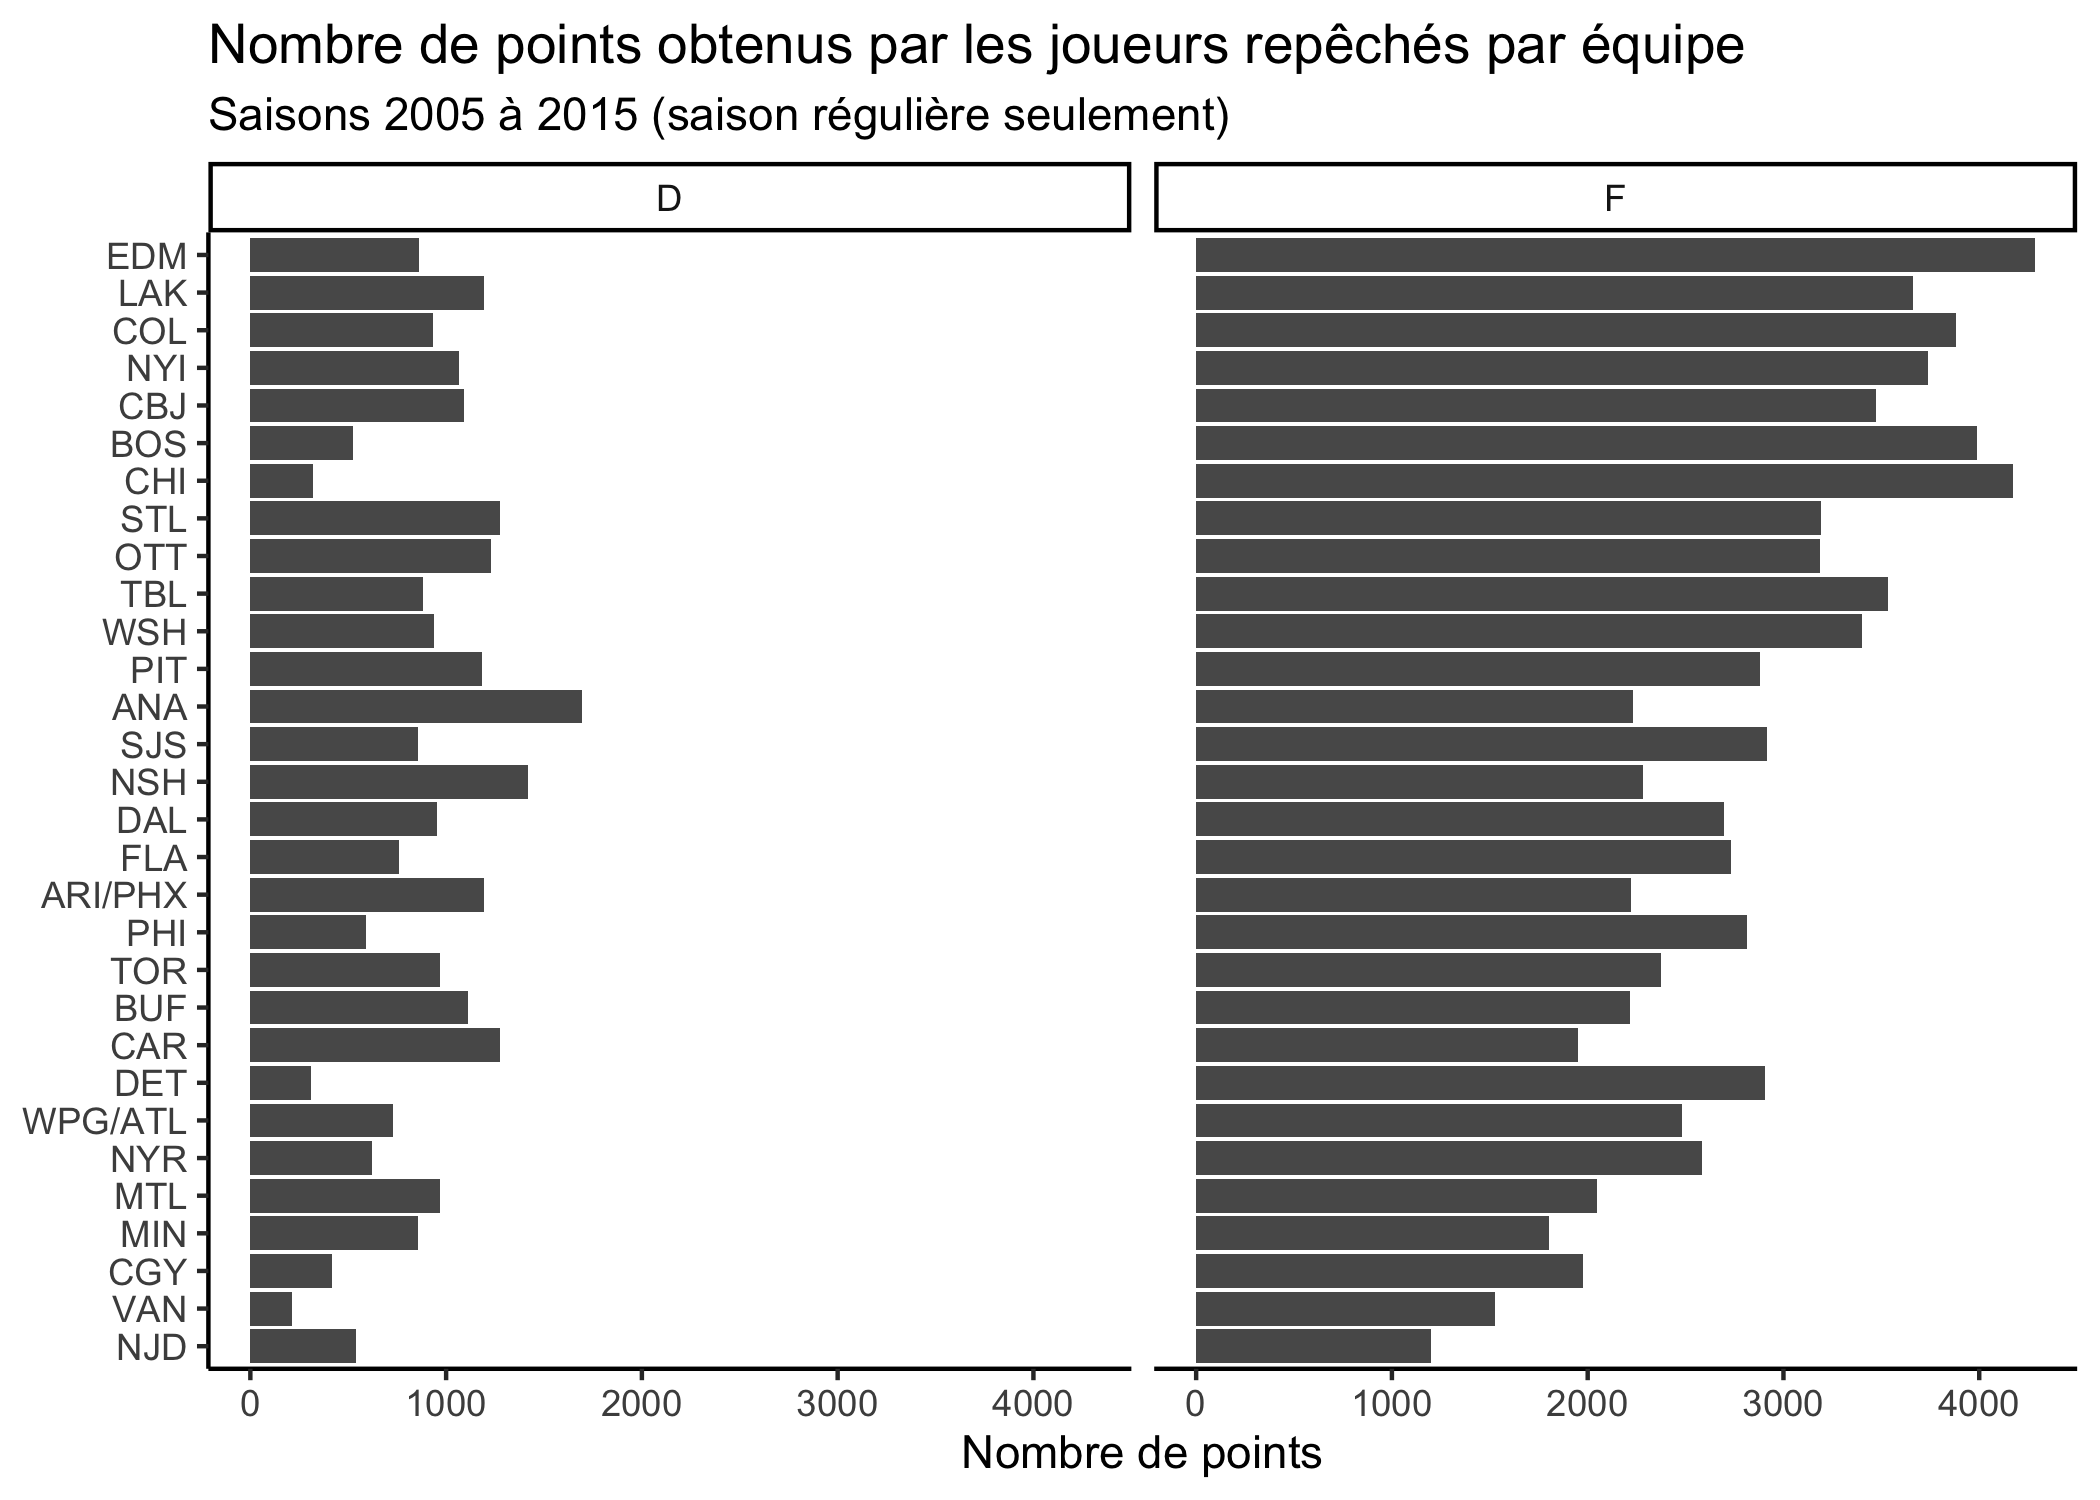 Nombre de points obtenus par les joueurs repêchés par équipe
Saisons 2005 à 2015 (saison régulière seulement)
D F
EDM
LAK
COL
NYI
CBJ
BOS
CHI
STL
OTT
TBL
WSH
PIT
ANA
SJS
NSH
DAL
FLA
ARI/PHX
PHI
TOR
BUF
CAR
DET
WPG/ATL
NYR
MTL
MIN
CGY
VAN
NJD
0 1000 2000 3000 4000 0 1000 2000 3000 4000
Nombre de points